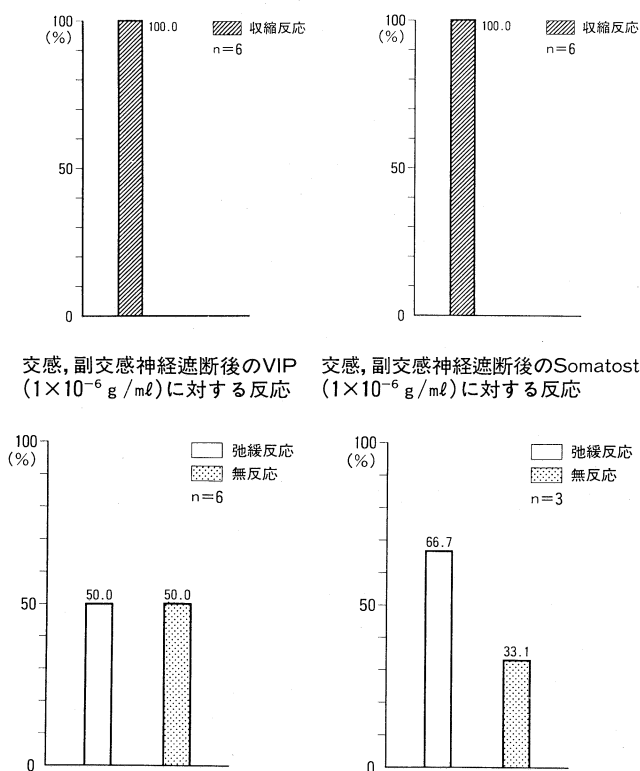 100
(%)
100.0
収縮反応
n=6
50
0
100
(%)
100.0
収縮反応
n=6
50
0
交感,副交感神経遮断後のVIP
(1×10⁻⁶ g/mℓ)に対する反応
交感,副交感神経遮断後のSomatost
(1×10⁻⁶ g/mℓ)に対する反応
100
(%)
弛緩反応
無反応
n=6
50.0
50.0
50
0
100
(%)
弛緩反応
無反応
n=3
66.7
33.1
50
0